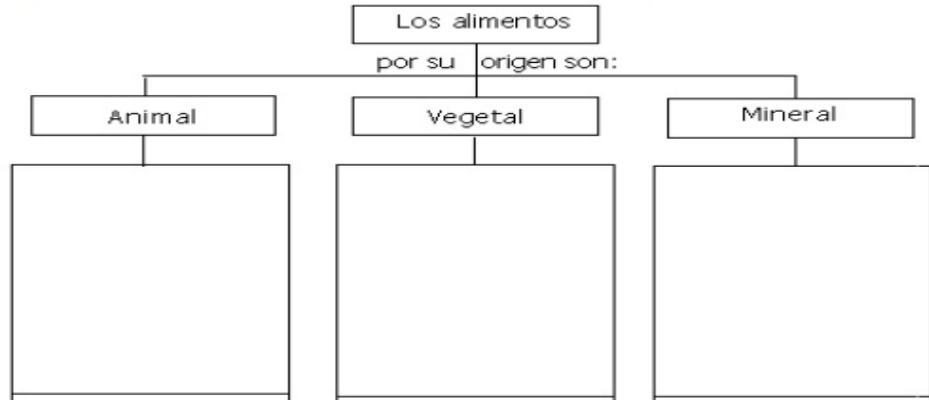 Los alimentos
por su origen son:
Animal
Vegetal
Mineral